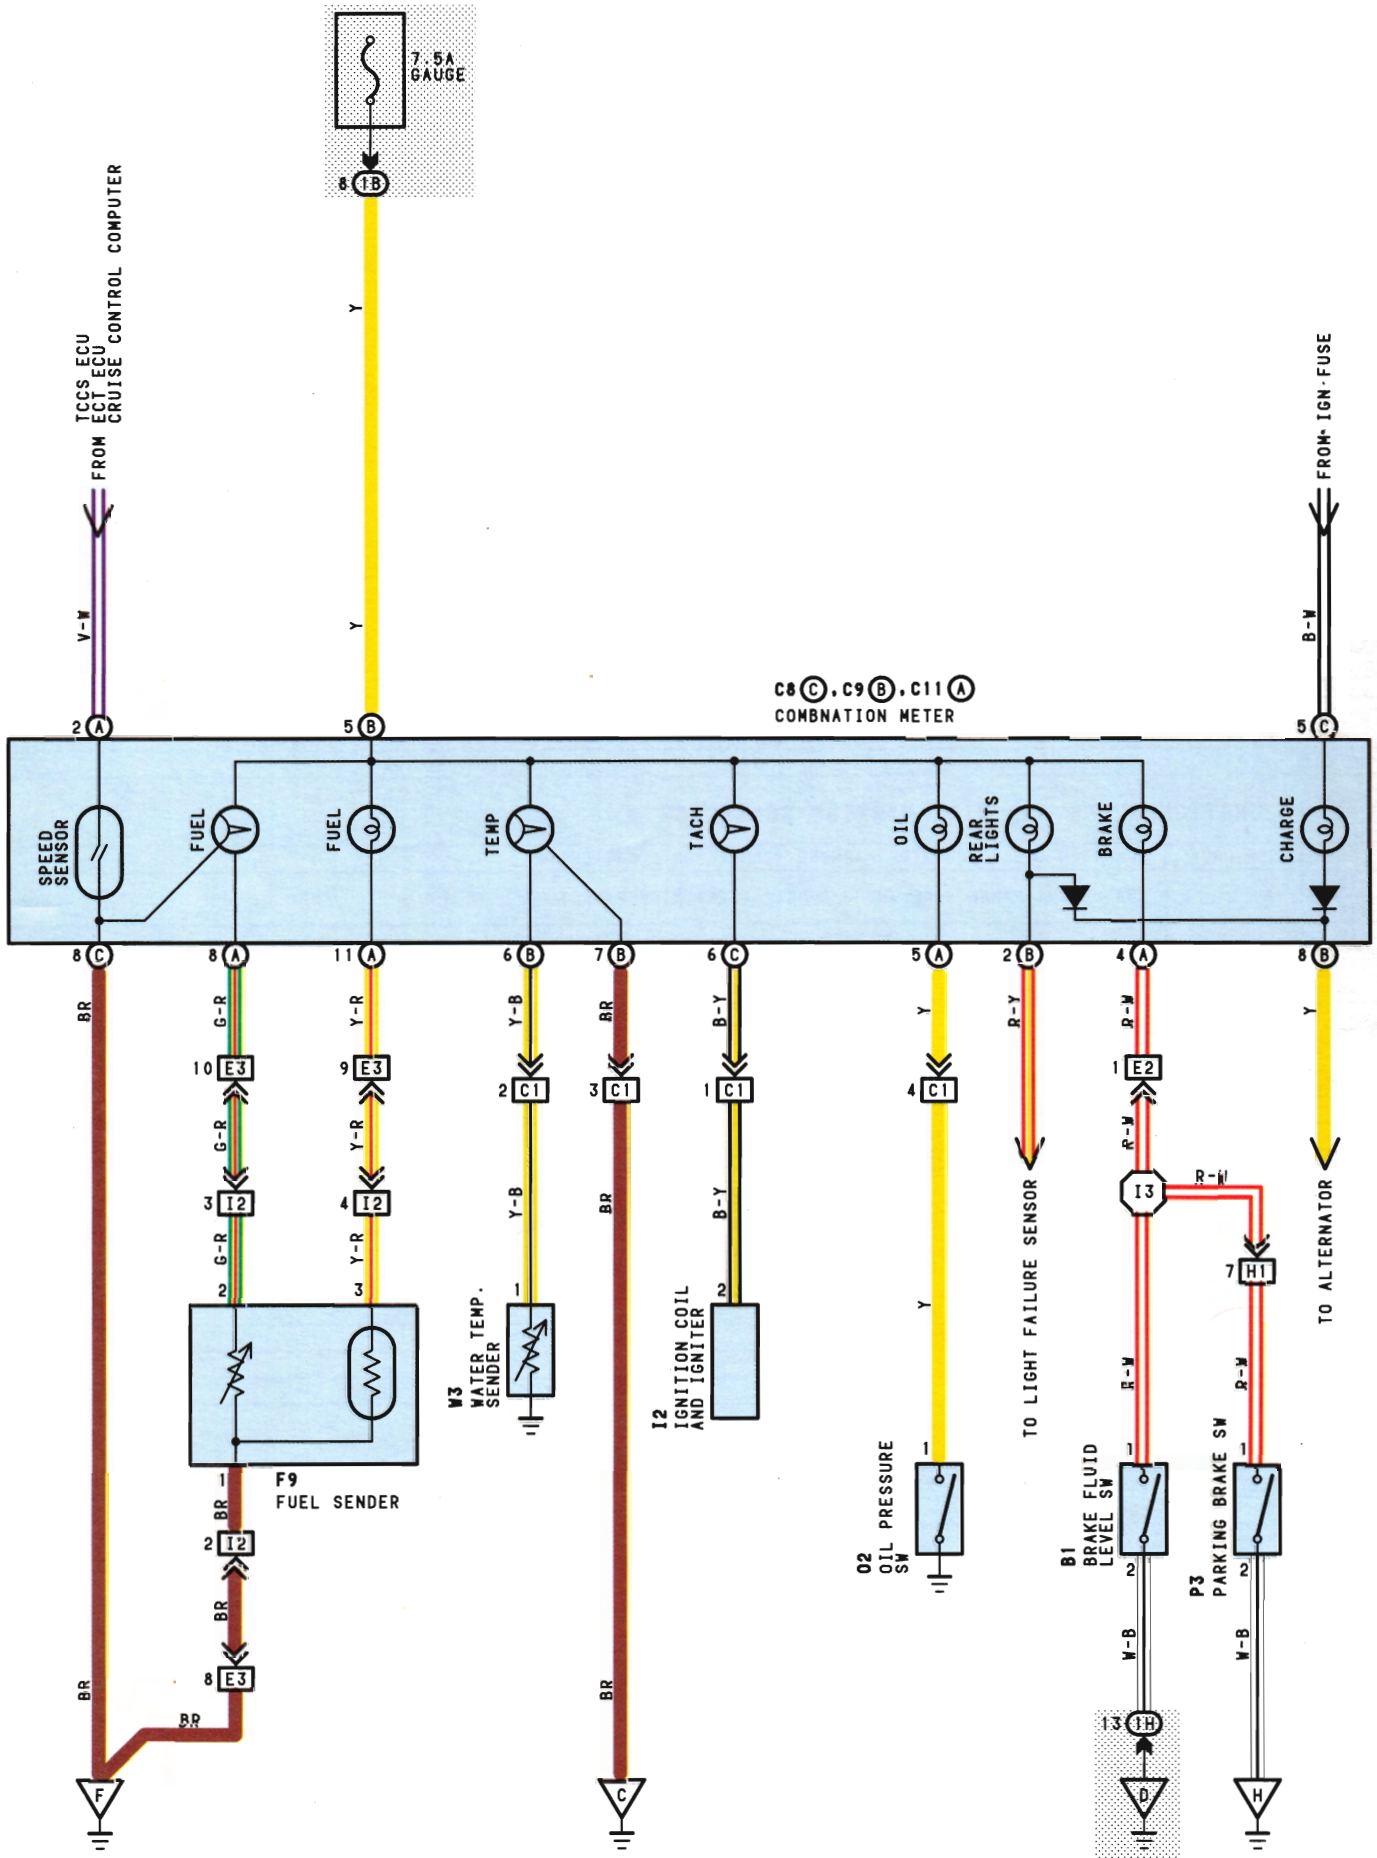 7.5A
GAUGE
8 1B
Y
TCCS ECU
FROM ECT ECU
CRUISE CONTROL COMPUTER
FROM IGN·FUSE
V-W
Y
B-W
C8 C, C9 B, C11 A
COMBNATION METER
2 A
5 B
5 C
SPEED
SENSOR
FUEL
FUEL
TEMP
TACH
OIL
REAR
LIGHTS
BRAKE
CHARGE
8 C
8 A
11 A
6 B
7 B
6 C
5 A
2 B
4 A
8 B
BR
G-R
Y-R
Y-B
BR
B-Y
Y
R-Y
R-W
Y
10 E3
9 E3
2 C1
3 C1
1 C1
4 C1
1 E2
G-R
Y-R
R-W
3 I2
4 I2
Y-B
BR
B-Y
I3
R-W
G-R
Y-R
7 H1
2
3
1
2
Y
W3
WATER TEMP.
SENDER
I2
IGNITION COIL
AND IGNITER
TO LIGHT FAILURE SENSOR
TO ALTERNATOR
R-W
R-W
1
F9
FUEL SENDER
1
1
1
O2
OIL PRESSURE
SW
B1
BRAKE FLUID
LEVEL SW
P3
PARKING BRAKE SW
BR
2 I2
2
2
BR
W-B
W-B
8 E3
BR
BR
BR
13 1H
F
C
D
H